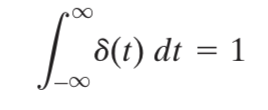 ∫_{-∞}^{∞} δ(t) dt = 1